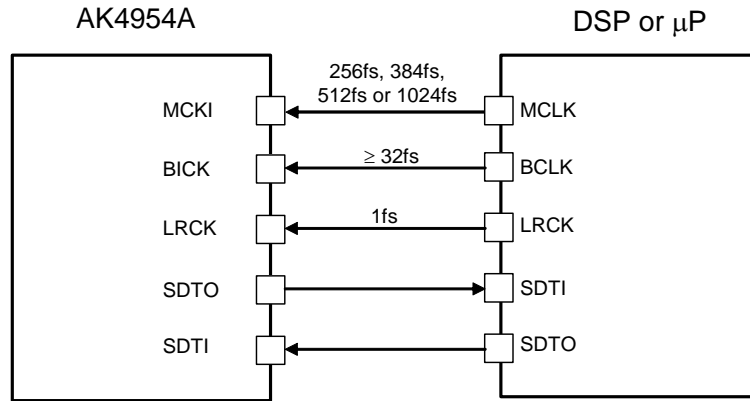 AK4954A
DSP or μP
256fs, 384fs,
512fs or 1024fs
MCKI
MCLK
≥ 32fs
BICK
BCLK
1fs
LRCK
LRCK
SDTO
SDTI
SDTI
SDTO